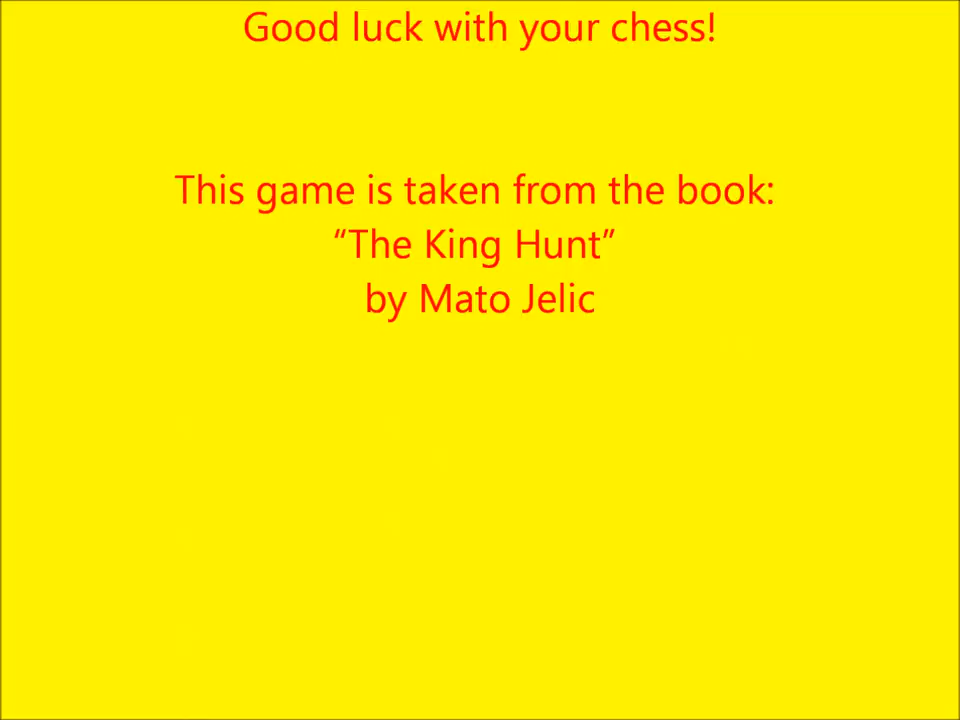 Good luck with your chess!
This game is taken from the book:
“The King Hunt”
by Mato Jelic